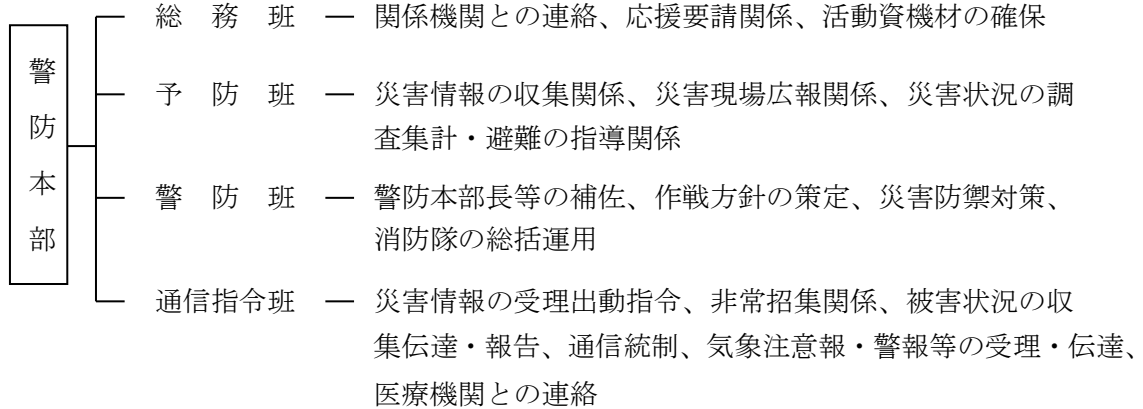 警防本部
総務班 ― 関係機関との連絡、応援要請関係、活動資機材の確保
予防班 ― 災害情報の収集関係、災害現場広報関係、災害状況の調
査集計・避難の指導関係
警防班 ― 警防本部長等の補佐、作戦方針の策定、災害防禦対策、
消防隊の総括運用
通信指令班 ― 災害情報の受理出動指令、非常招集関係、被害状況の収
集伝達・報告、通信統制、気象注意報・警報等の受理・伝達、
医療機関との連絡